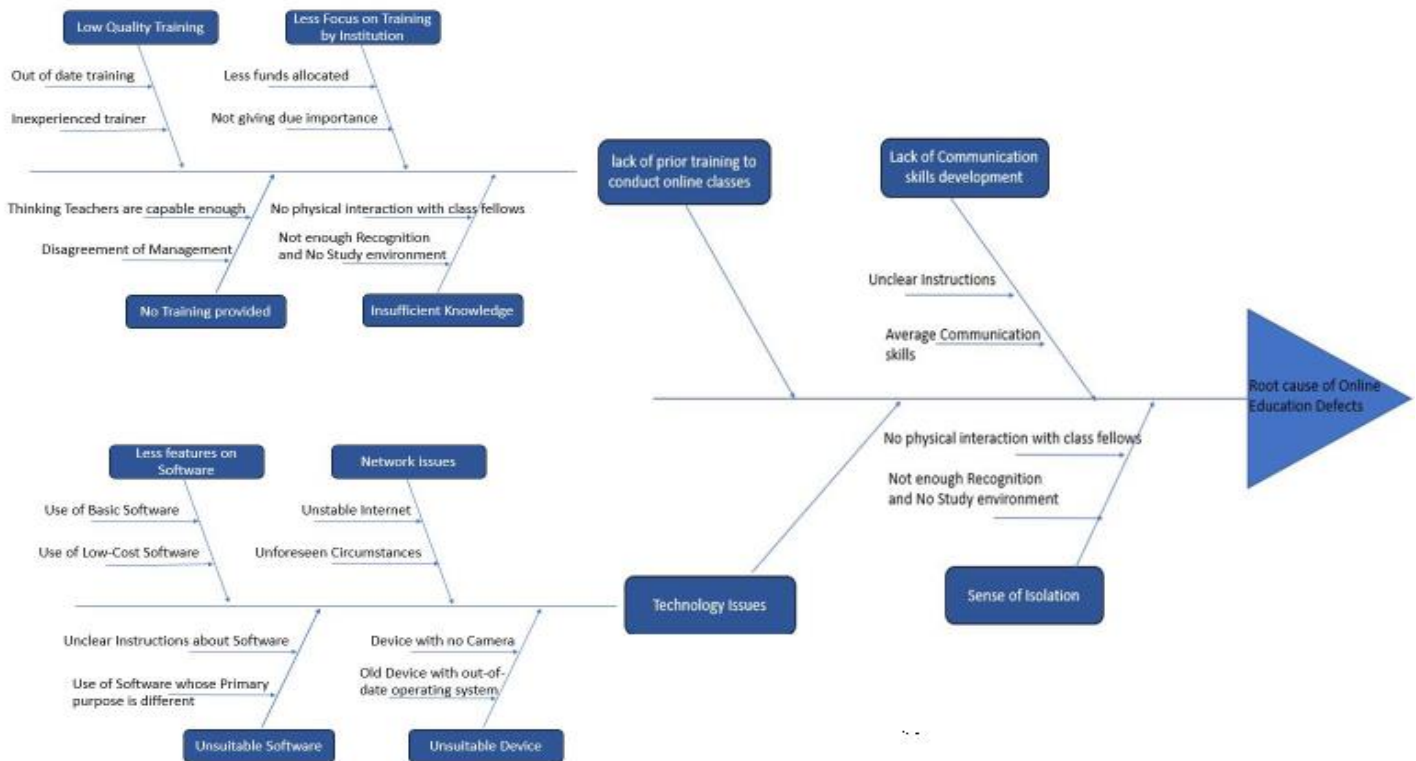 Low Quality Training
Less Focus on Training
by Institution
Out of date training
Less funds allocated
Inexperienced trainer
Not giving due importance
Thinking Teachers are capable enough
No physical interaction with class fellows
Disagreement of Management
Not enough Recognition
and No Study environment
No Training provided
Insufficient Knowledge
lack of prior training to
conduct online classes
Lack of Communication
skills development
Unclear Instructions
Average Communication
skills
Root cause of Online
Education Defects
No physical interaction with class fellows
Not enough Recognition
and No Study environment
Technology Issues
Sense of Isolation
Less features on
Software
Network issues
Use of Basic Software
Unstable Internet
Use of Low-Cost Software
Unforeseen Circumstances
Unclear Instructions about Software
Device with no Camera
Use of Software whose Primary
purpose is different
Old Device with out-of-
date operating system
Unsuitable Software
Unsuitable Device